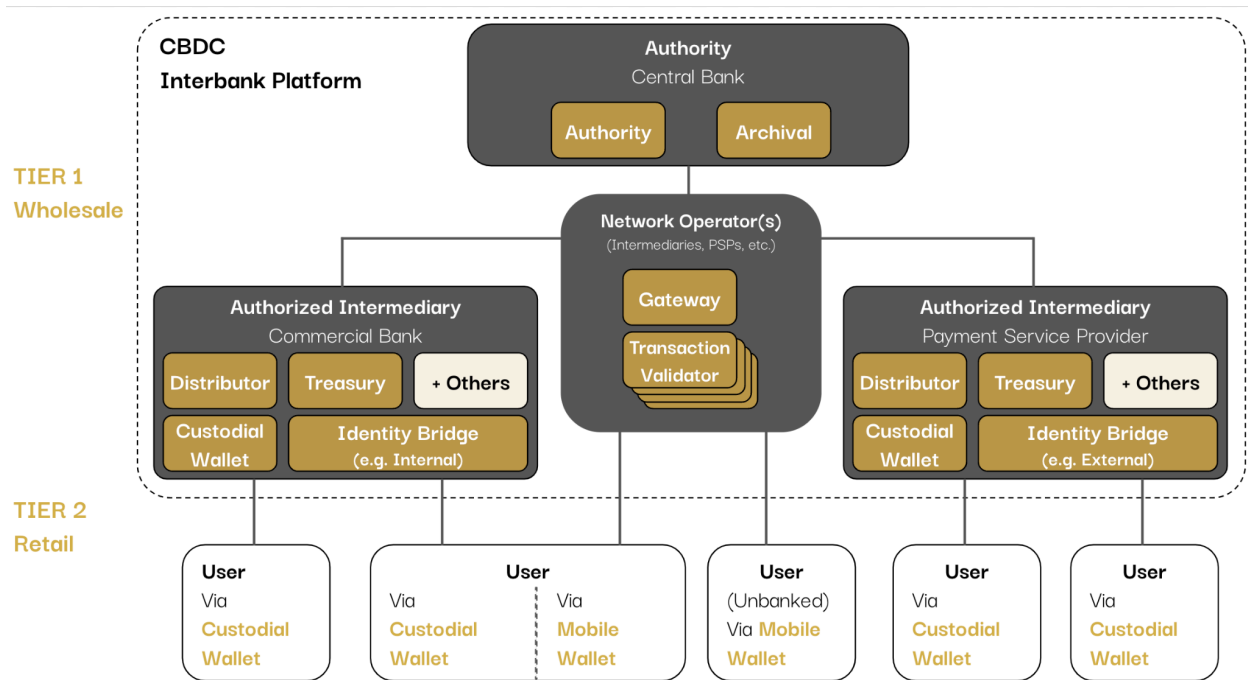 CBDC
Interbank Platform
Authority
Central Bank
Authority
Archival
TIER 1
Wholesale
Network Operator(s)
(Intermediaries, PSPs, etc.)
Gateway
Transaction
Validator
Authorized Intermediary
Commercial Bank
Distributor
Treasury
+ Others
Custodial
Wallet
Identity Bridge
(e.g. Internal)
Authorized Intermediary
Payment Service Provider
Distributor
Treasury
+ Others
Custodial
Wallet
Identity Bridge
(e.g. External)
TIER 2
Retail
User
Via
Custodial
Wallet
User
Via
Custodial
Wallet
Via
Mobile
Wallet
User
(Unbanked)
Via Mobile
Wallet
User
Via
Custodial
Wallet
User
Via
Custodial
Wallet